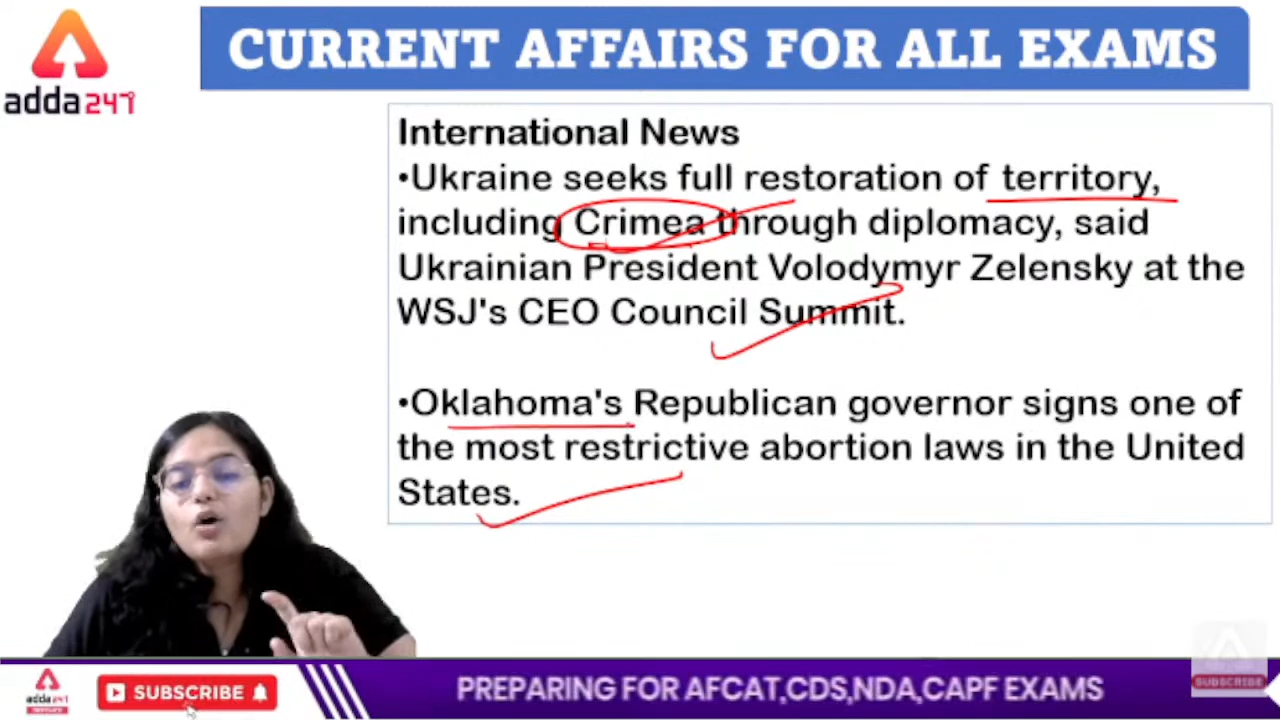 CURRENT AFFAIRS FOR ALL EXAMS
adda247
International News
•Ukraine seeks full restoration of territory,
including Crimea through diplomacy, said
Ukrainian President Volodymyr Zelensky at the
WSJ's CEO Council Summit.
•Oklahoma's Republican governor signs one of
the most restrictive abortion laws in the United
States.
adda247
SUBSCRIBE
PREPARING FOR AFCAT,CDS,NDA,CAPF EXAMS
SUBSCRIBE